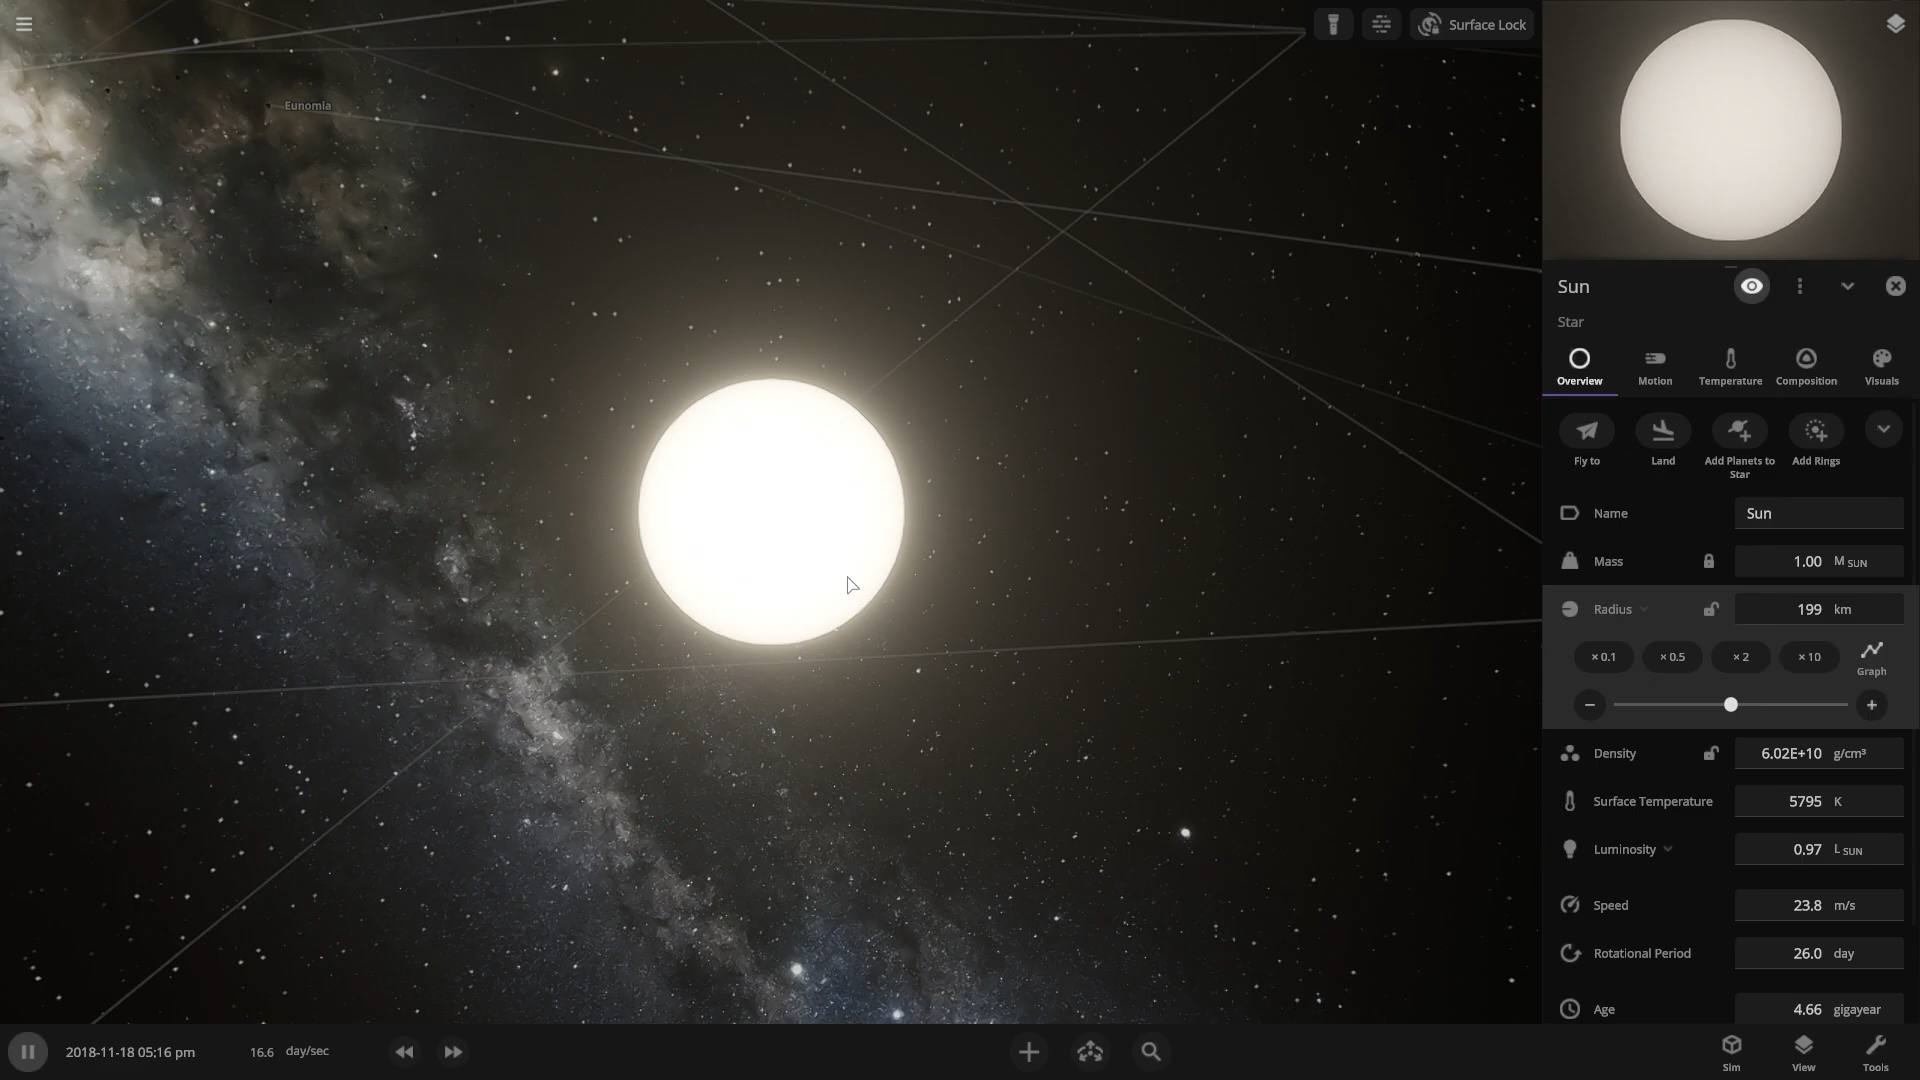 Surface Lock
Eunomia
Sun
Star
Overview
Motion
Temperature
Composition
Visuals
Fly to
Land
Add Planets to
Star
Add Rings
Name
Sun
Mass
1.00 M SUN
Radius
199 km
× 0.1
× 0.5
× 2
× 10
Graph
Density
6.02E+10 g/cm³
Surface Temperature
5795 K
Luminosity
0.97 L SUN
Speed
23.8 m/s
Rotational Period
26.0 day
Age
4.66 gigayear
2018-11-18 05:16 pm
16.6 day/sec
Sim
View
Tools